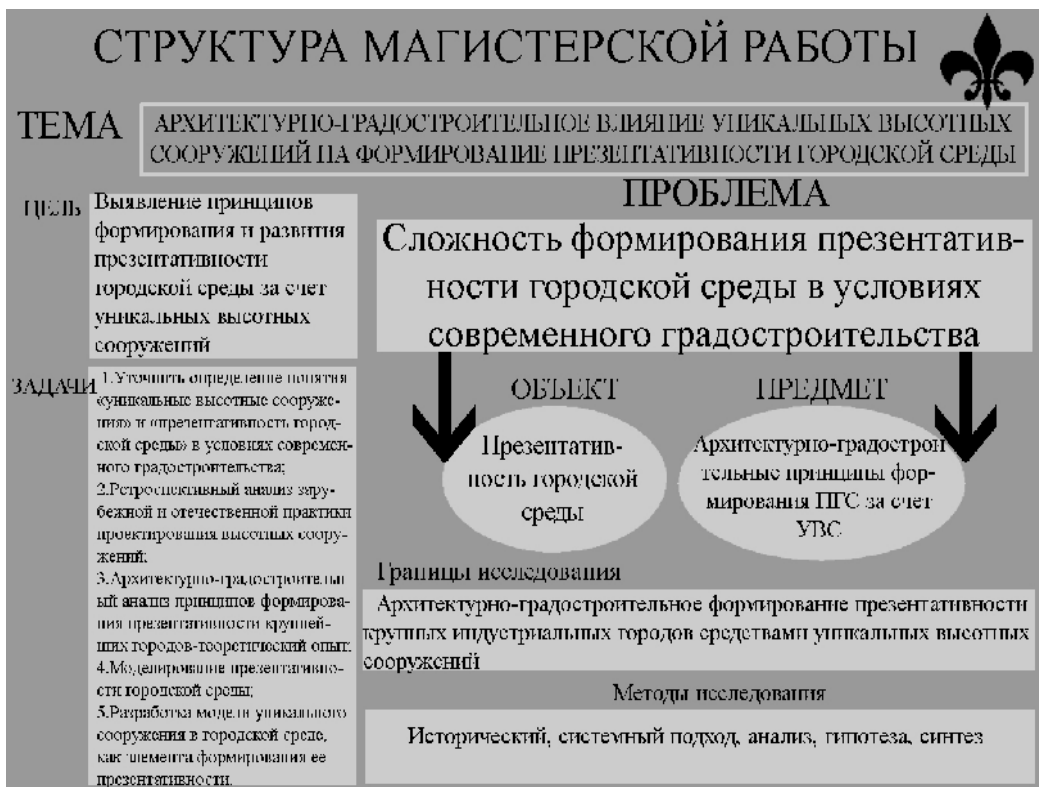 СТРУКТУРА МАГИСТЕРСКОЙ РАБОТЫ
ТЕМА
АРХИТЕКТУРНО-ГРАДОСТРОИТЕЛЬНОЕ ВЛИЯНИЕ УНИКАЛЬНЫХ ВЫСОТНЫХ
СООРУЖЕНИЙ НА ФОРМИРОВАНИЕ ПРЕЗЕНТАТИВНОСТИ ГОРОДСКОЙ СРЕДЫ
ЦЕЛЬ
Выявление принципов
формирования и развития
презентативности
городской среды за счет
уникальных высотных
сооружений
ЗАДАЧИ
1.Уточнить определение понятия
«уникальные высотные сооруже-
ния» и «презентативность город-
ской среды» в условиях современ-
ного градостроительства;
2.Ретроспективный анализ зару-
бежной и отечественной практики
проектирования высотных соору-
жений;
3.Архитектурно-градостроительн
ый анализ принципов формирова-
ния презентативности крупней-
ших городов-теоретический опыт.
4.Моделирование презентативно-
сти городской среды;
5.Разработка модели уникального
сооружения в городской среде,
как элемента формирования ее
презентативности.
ПРОБЛЕМА
Сложность формирования презентатив-
ности городской среды в условиях
современного градостроительства
ОБЪЕКТ
Презентатив-
ность городской
среды
ПРЕДМЕТ
Архитектурно-градострои
тельные принципы фор-
мирования ПГС за счет
УВС
Границы исследования
Архитектурно-градостроительное формирование презентативности
крупных индустриальных городов средствами уникальных высотных
сооружений
Методы исследования
Исторический, системный подход, анализ, гипотеза, синтез